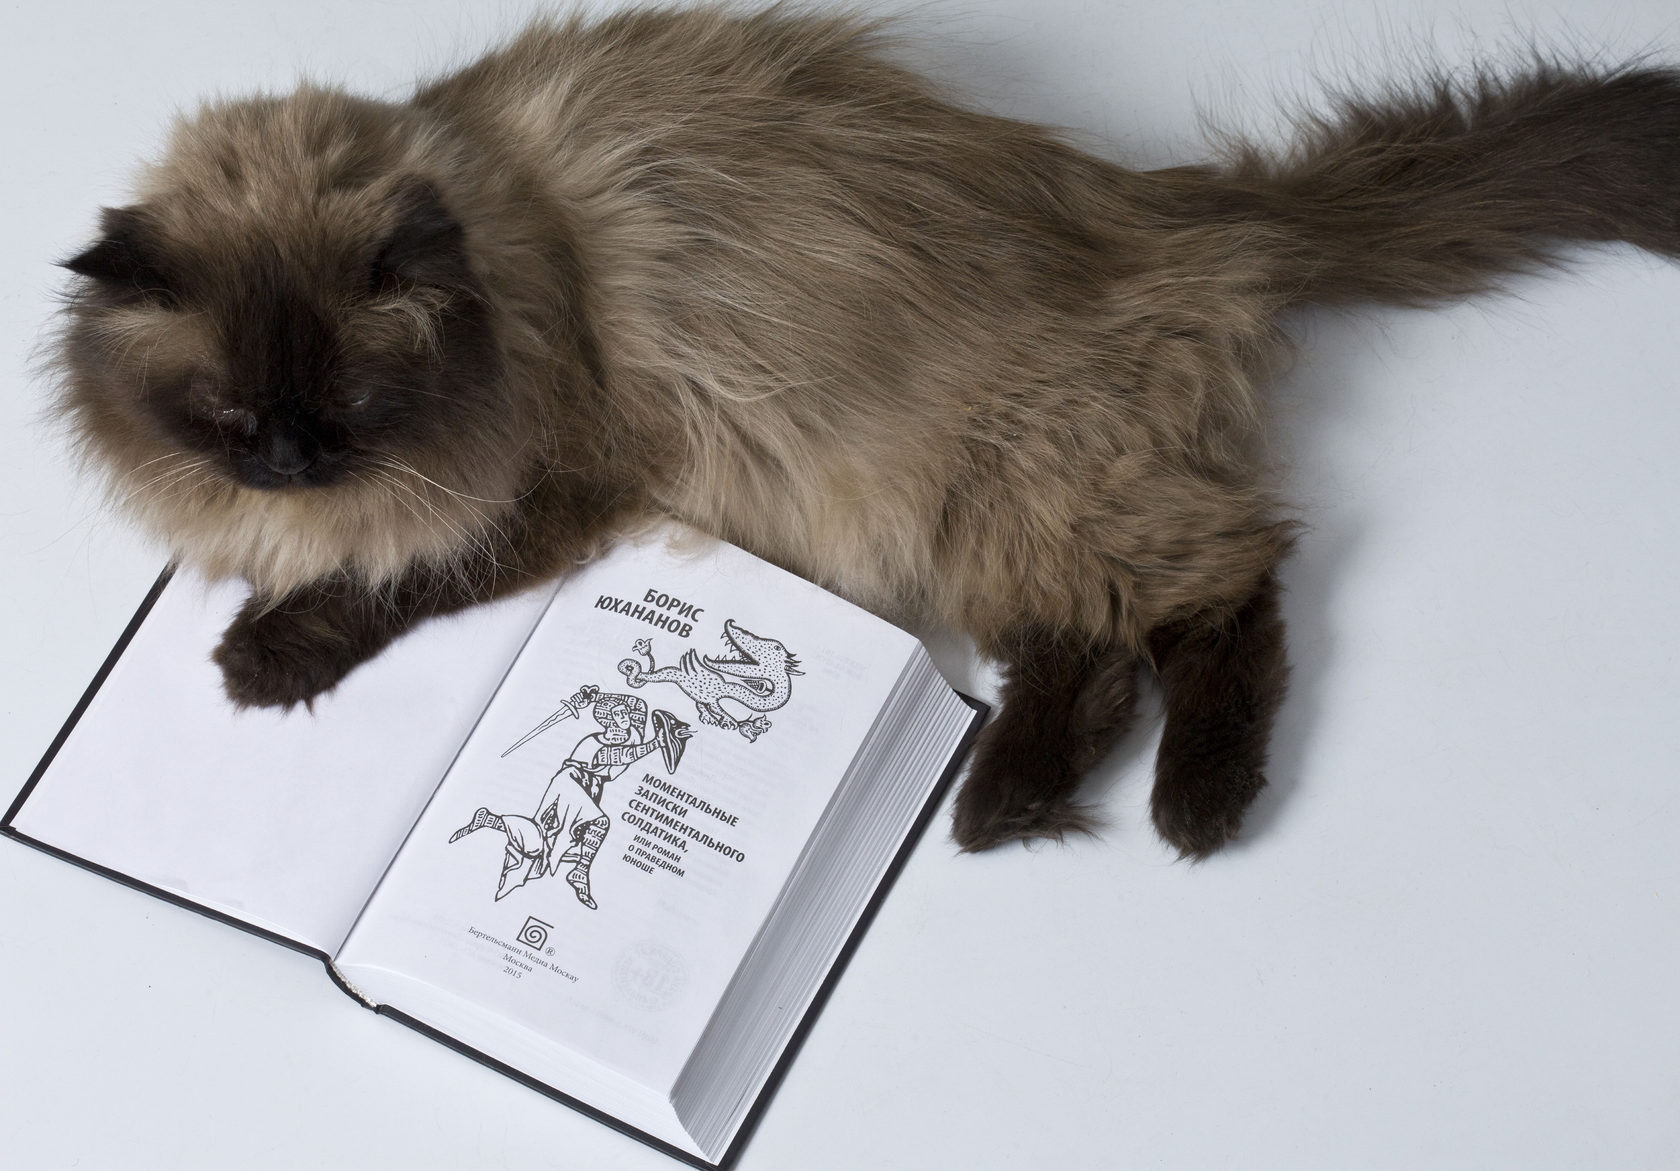 БОРИС
ЮХАНАНОВ
МОМЕНТАЛЬНЫЕ
ЗАПИСКИ
СЕНТИМЕНТАЛЬНОГО
СОЛДАТИКА,
ИЛИ РОМАН
О ПРАВЕДНОМ
ЮНОШЕ
®
Бертельсманн Медиа Москау
Москва
2015